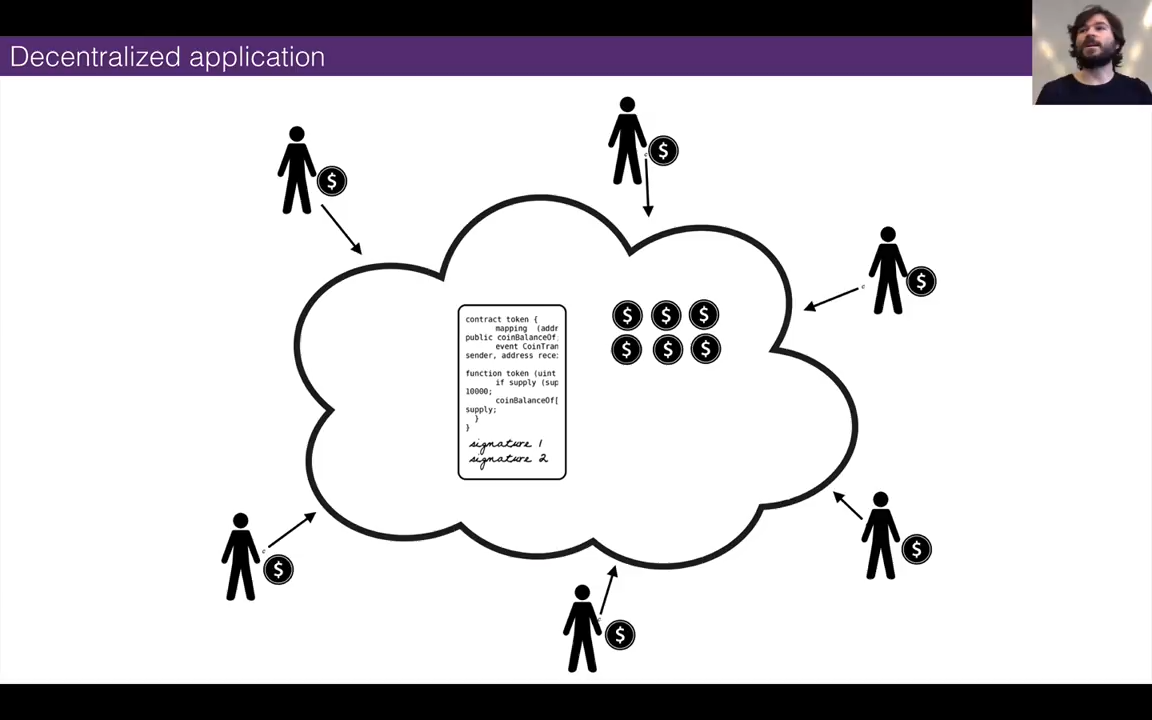 Decentralized application
$
$
$
contract token {
mapping (addr
public coinBalanceOf
event CoinTran
sender, address rece
function token (uint
if supply (sup
10000;
coinBalanceOf[
supply;
}
}
signature 1
signature 2
$ $ $
$ $ $
$
$
$